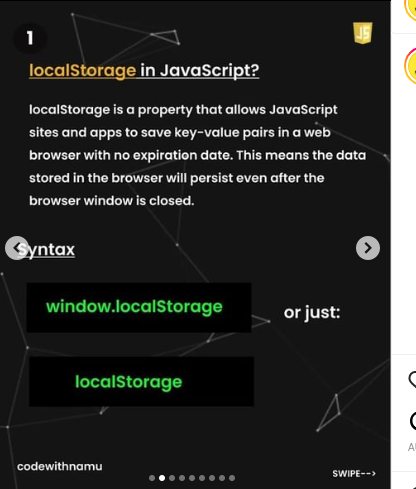 1
JS
localStorage in JavaScript?
localStorage is a property that allows JavaScript
sites and apps to save key-value pairs in a web
browser with no expiration date. This means the data
stored in the browser will persist even after the
browser window is closed.
Syntax
window.localStorage
or just:
localStorage
codewithnamu
SWIPE-->